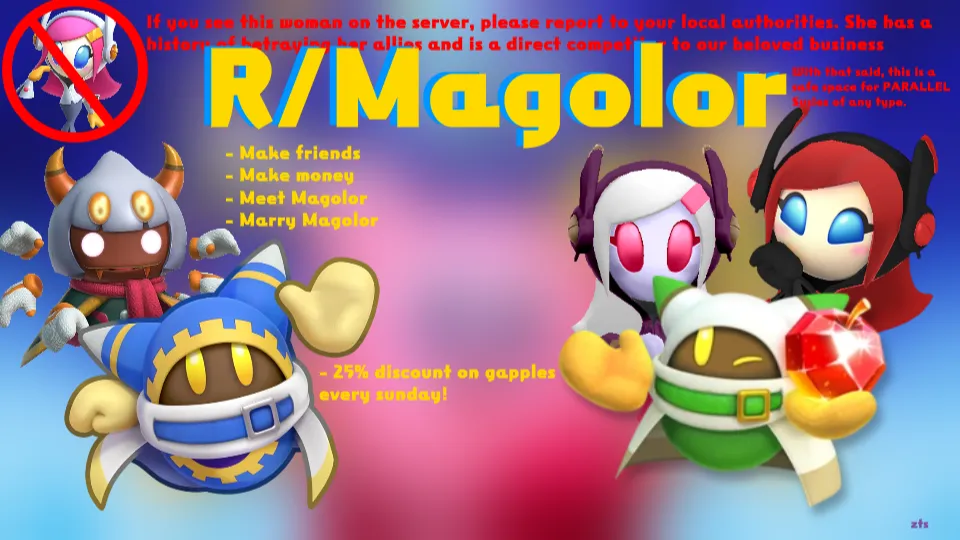 If you see this woman on the server, please report to your local authorities. She has a
history of betraying her allies and is a direct competitor to our beloved business
R/Magolor
With that said, this is a
safe space for PARALLEL
Susies of any type.
- Make friends
- Make money
- Meet Magolor
- Marry Magolor
- 25% discount on gapples
every sunday!
zts